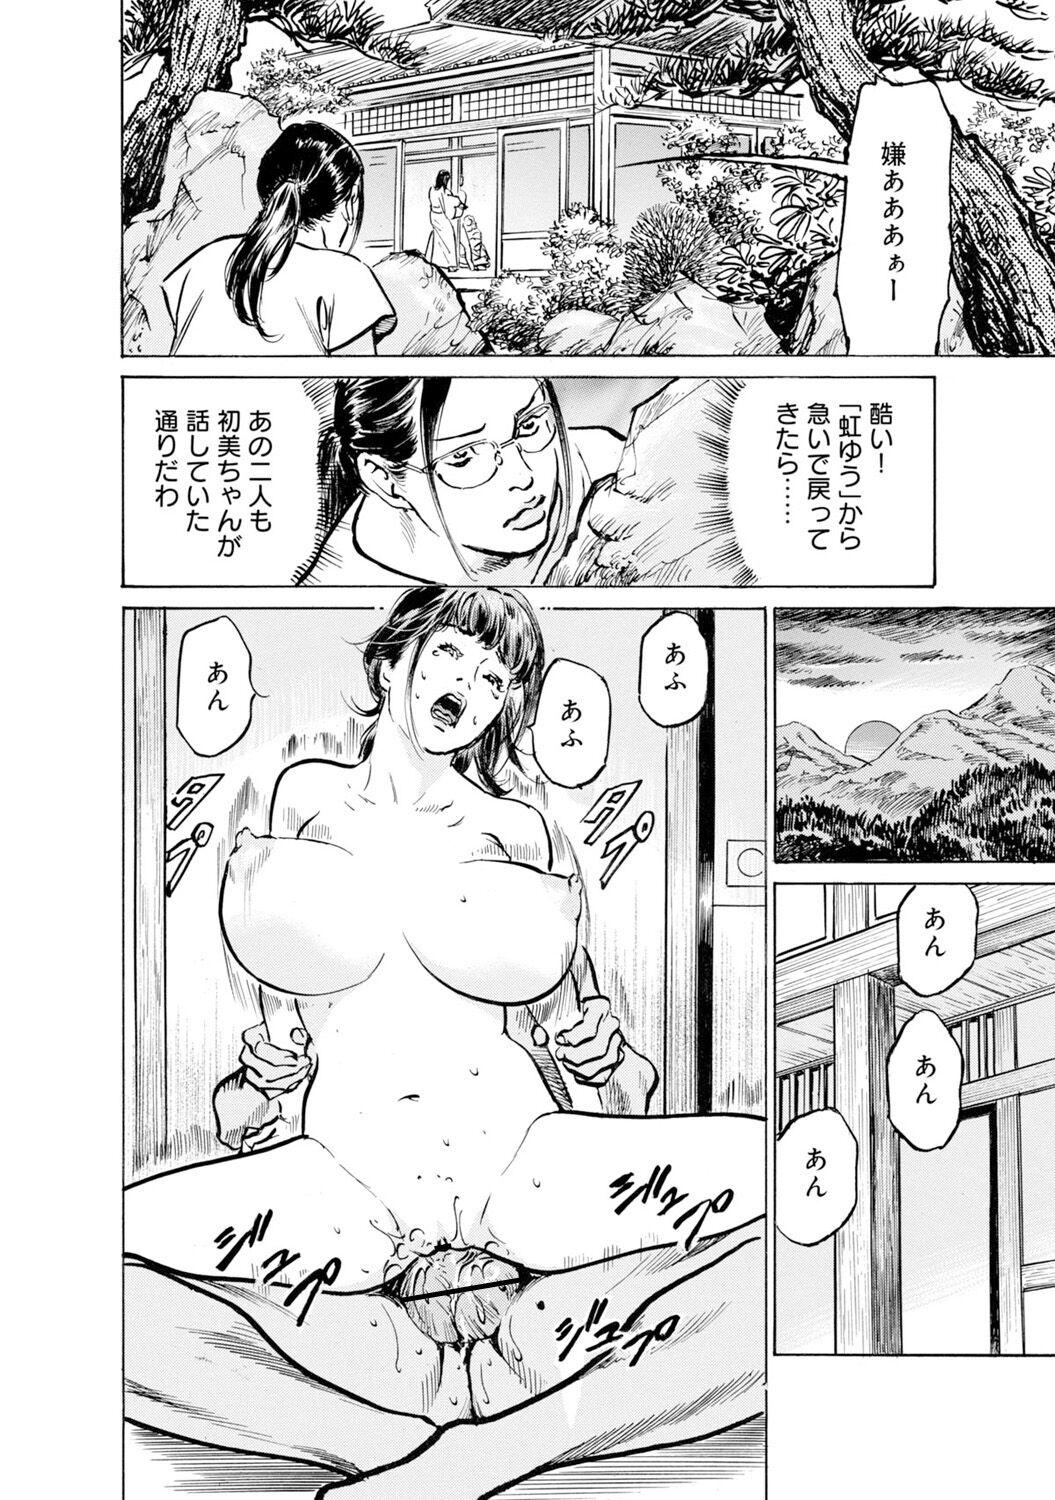 嫌あああぁー
酷い！
「虹ゆう」から
急いで戻って
きたら……
あの二人も
初美ちゃんが
話していた
通りだわ
あん
あん
あん
あふ
あふ
あん
タプ
タプ
ジュプ
ジュプ
ジュプ